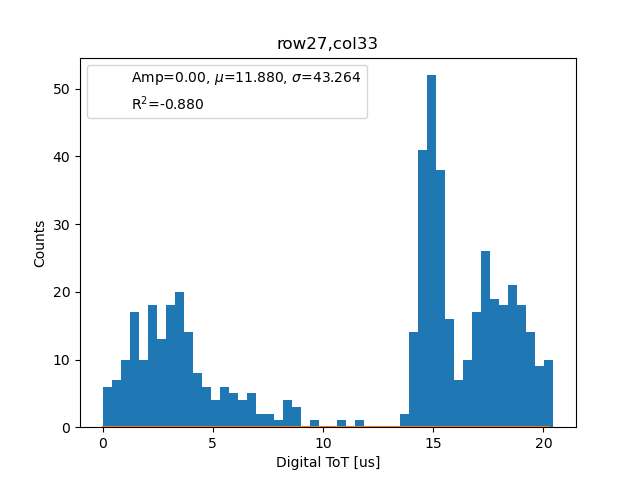 row27,col33
Amp=0.00, μ=11.880, σ=43.264
R²=-0.880
Counts
50
40
30
20
10
0
0 5 10 15 20
Digital ToT [us]